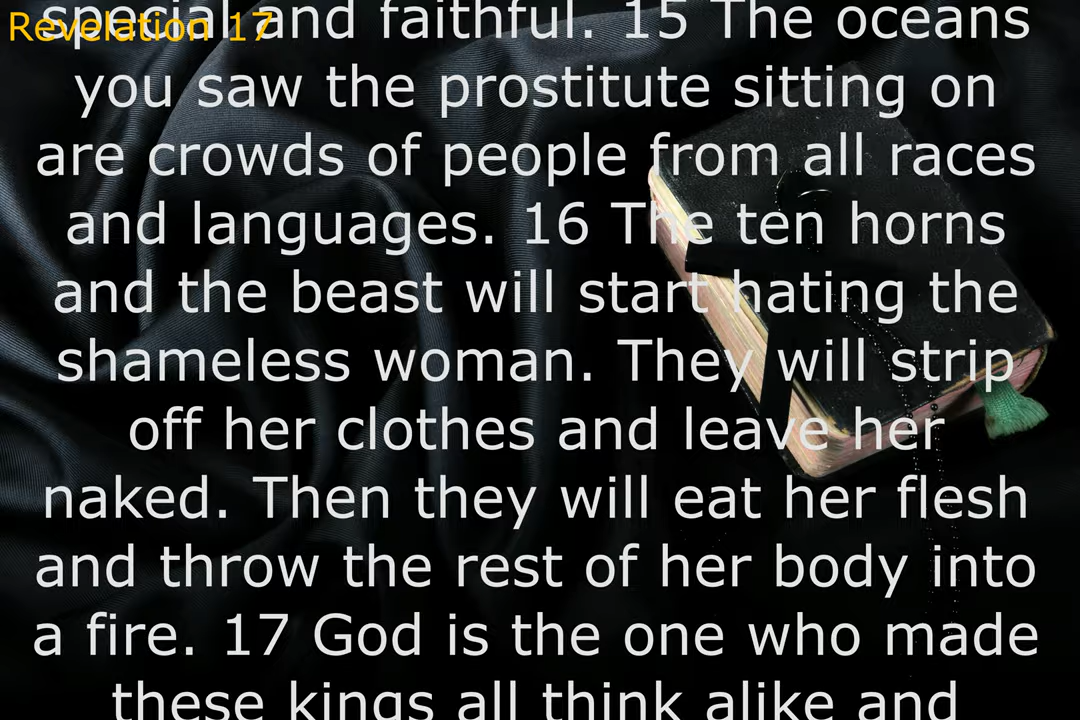 Revelation 17
special and faithful. 15 The oceans
you saw the prostitute sitting on
are crowds of people from all races
and languages. 16 The ten horns
and the beast will start hating the
shameless woman. They will strip
off her clothes and leave her
naked. Then they will eat her flesh
and throw the rest of her body into
a fire. 17 God is the one who made
these kings all think alike and